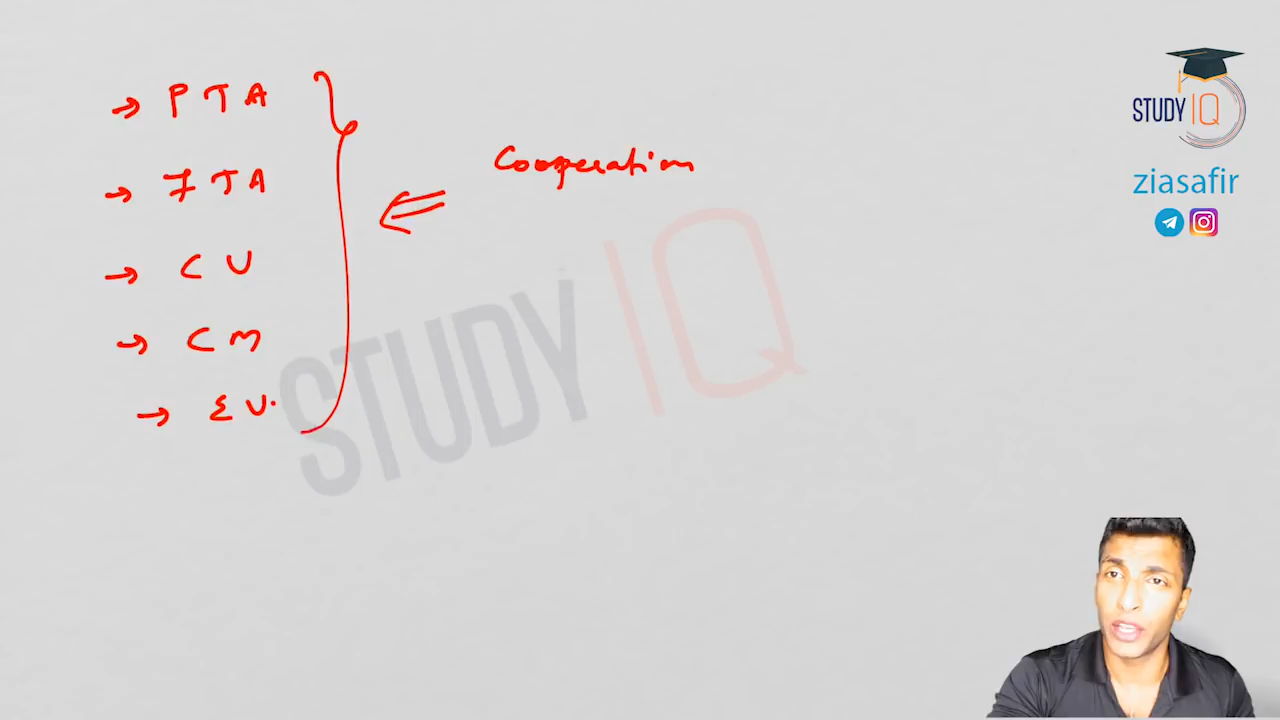 → PTA
→ FTA
→ CU
→ CM
→ EU.
Cooperation
STUDY IQ
ziasafir
STUDY IQ